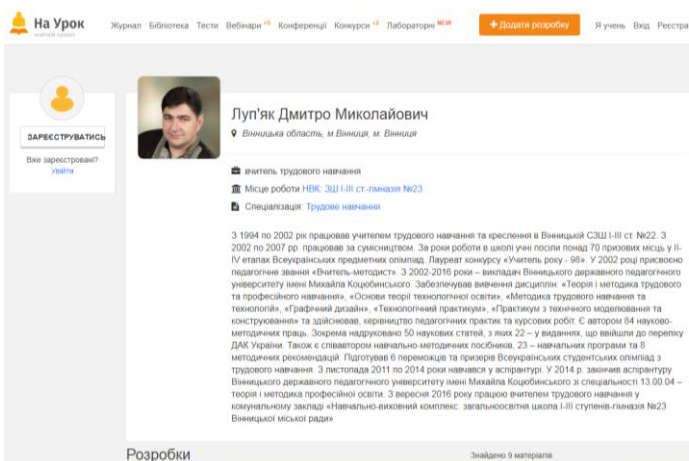 На Урок
освітній проект
Журнал Бібліотека Тести Вебінари +5 Конференції Конкурси +2 Лабораторні NEW
+ Додати розробку
Я учень Вхід Реєстра
ЗАРЕЄСТРУВАТИСЬ
Вже зареєстровані?
Увійти
Луп'як Дмитро Миколайович
Вінницька область, м.Вінниця, м. Вінниця
вчитель трудового навчання
Місце роботи НВК: ЗШ І-ІІІ ст.-гімназія №23
Спеціалізація: Трудове навчання
З 1994 по 2002 рік працював учителем трудового навчання та креслення в Вінницькій СЗШ І-ІІІ ст. №22. З
2002 по 2007 рр. працював за сумісництвом. За роки роботи в школі учні посіли понад 70 призових місць у ІІ-
IV етапах Всеукраїнських предметних олімпіад. Лауреат конкурсу «Учитель року - 98». У 2002 році присвоєно
педагогічне звання «Вчитель-методист». З 2002-2016 роки – викладач Вінницького державного педагогічного
університету імені Михайла Коцюбинського. Забезпечував вивчення дисциплін: «Теорія і методика трудового
та професійного навчання», «Основи теорії технологічної освіти», «Методика трудового навчання та
технологій», «Графічний дизайн», «Технологічний практикум», «Практикум з технічного моделювання та
конструювання» та здійснював, керівництво педагогічних практик та курсових робіт. Є автором 84 науково-
методичних праць. Зокрема надруковано 50 наукових статей, з яких 22 – у виданнях, що ввійшли до переліку
ДАК України. Також є співавтором навчально-методичних посібників, 23 – навчальних програми та 8
методичних рекомендацій. Підготував 6 переможців та призерів Всеукраїнських студентських олімпіад з
трудового навчання. З листопада 2011 по 2014 роки навчався у аспірантурі. У 2014 р. закінчив аспірантуру
Вінницького державного педагогічного університету імені Михайла Коцюбинського зі спеціальності 13.00.04 –
теорія і методика професійної освіти. З вересня 2016 року працюю вчителем трудового навчання у
комунальному закладі «Навчально-виховний комплекс: загальноосвітня школа І-ІІІ ступенів-гімназія №23
Вінницької міської ради»
Розробки
Знайдено 9 матеріалів